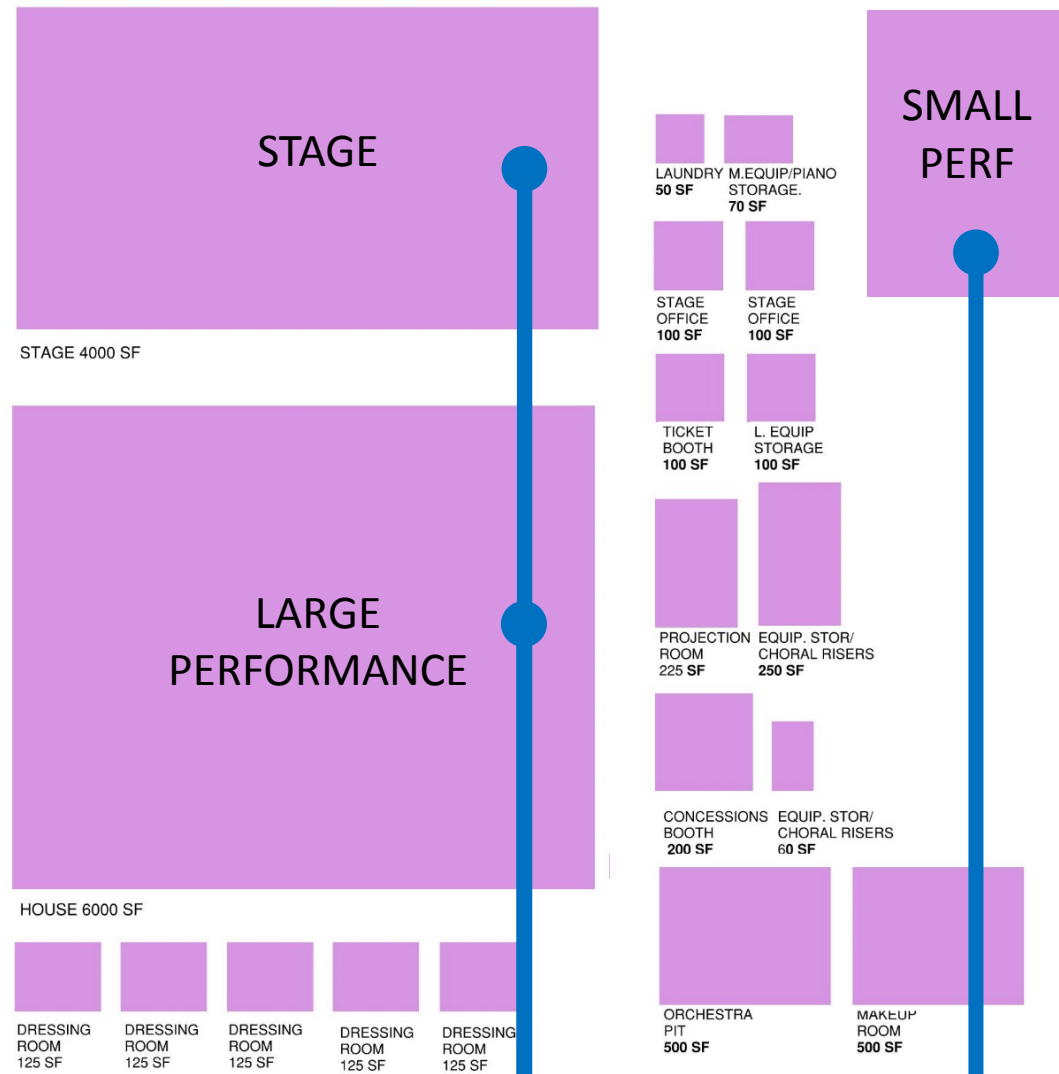 STAGE
STAGE 4000 SF
LARGE
PERFORMANCE
HOUSE 6000 SF
DRESSING
ROOM
125 SF
DRESSING
ROOM
125 SF
DRESSING
ROOM
125 SF
DRESSING
ROOM
125 SF
DRESSING
ROOM
125 SF
SMALL
PERF
LAUNDRY
50 SF
M.EQUIP/PIANO
STORAGE.
70 SF
STAGE
OFFICE
100 SF
STAGE
OFFICE
100 SF
TICKET
BOOTH
100 SF
L. EQUIP
STORAGE
100 SF
PROJECTION
ROOM
225 SF
EQUIP. STOR/
CHORAL RISERS
250 SF
CONCESSIONS
BOOTH
200 SF
EQUIP. STOR/
CHORAL RISERS
60 SF
ORCHESTRA
PIT
500 SF
MAKEUP
ROOM
500 SF